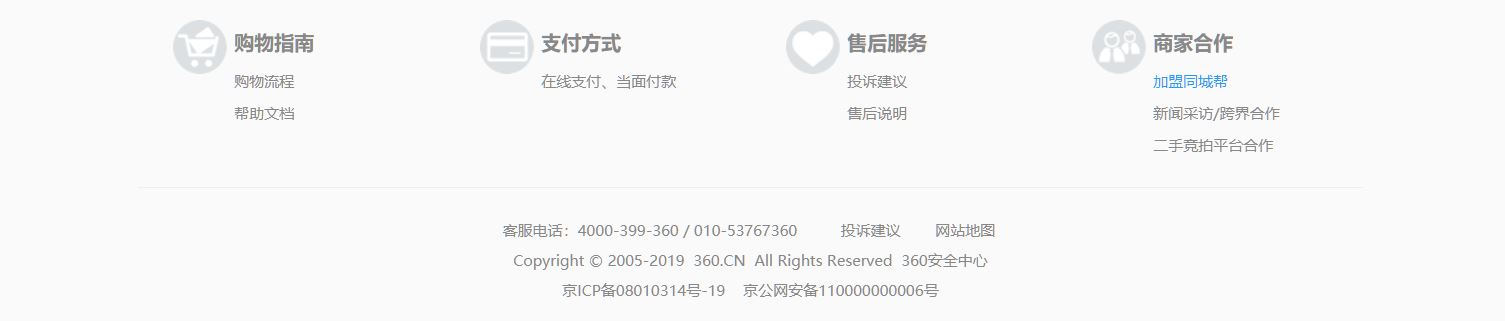 购物指南
购物流程
帮助文档
支付方式
在线支付、当面付款
售后服务
投诉建议
售后说明
商家合作
加盟同城帮
新闻采访/跨界合作
二手竞拍平台合作
客服电话：4000-399-360 / 010-53767360 投诉建议 网站地图
Copyright © 2005-2019 360.CN All Rights Reserved 360安全中心
京ICP备08010314号-19 京公网安备110000000006号